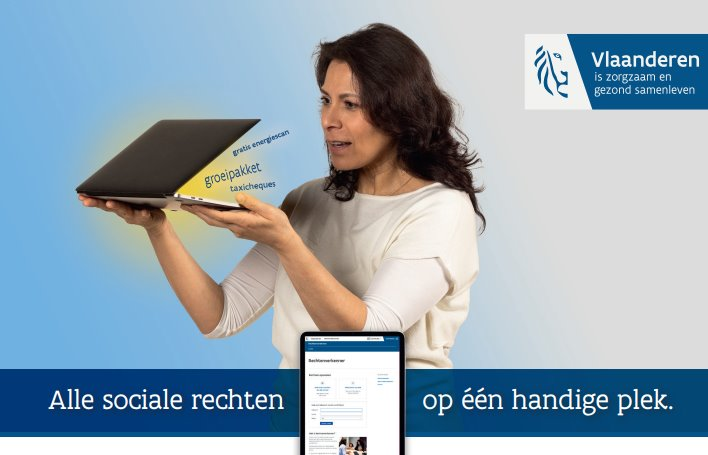 Vlaanderen
is zorgzaam en
gezond samenleven
gratis energiescan
groeipakket
taxicheques
Alle sociale rechten
op één handige plek.
Rechtenverkenner